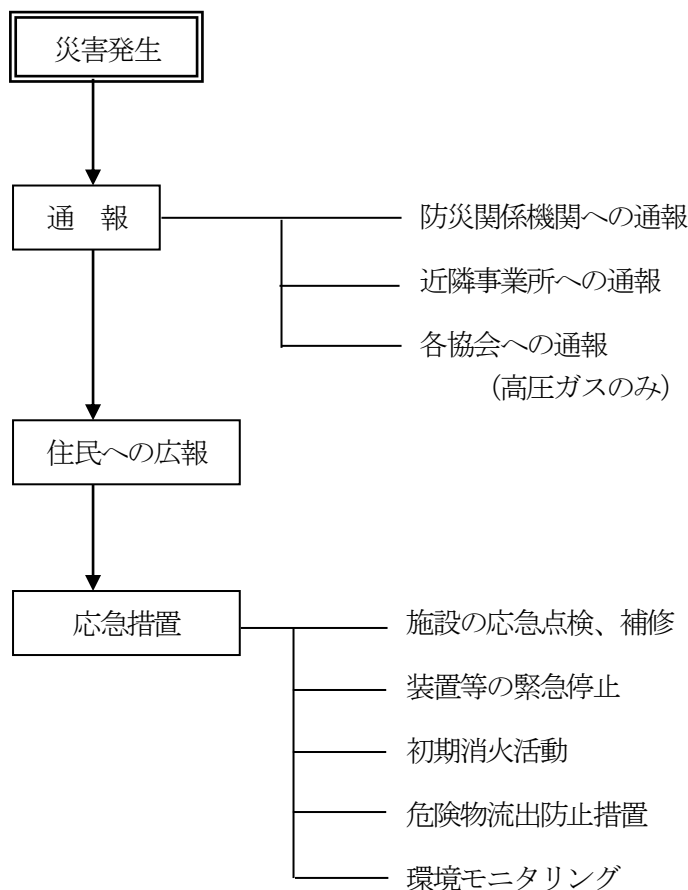 災害発生
通　報
防災関係機関への通報
近隣事業所への通報
各協会への通報
（高圧ガスのみ）
住民への広報
応急措置
施設の応急点検、補修
装置等の緊急停止
初期消火活動
危険物流出防止措置
環境モニタリング